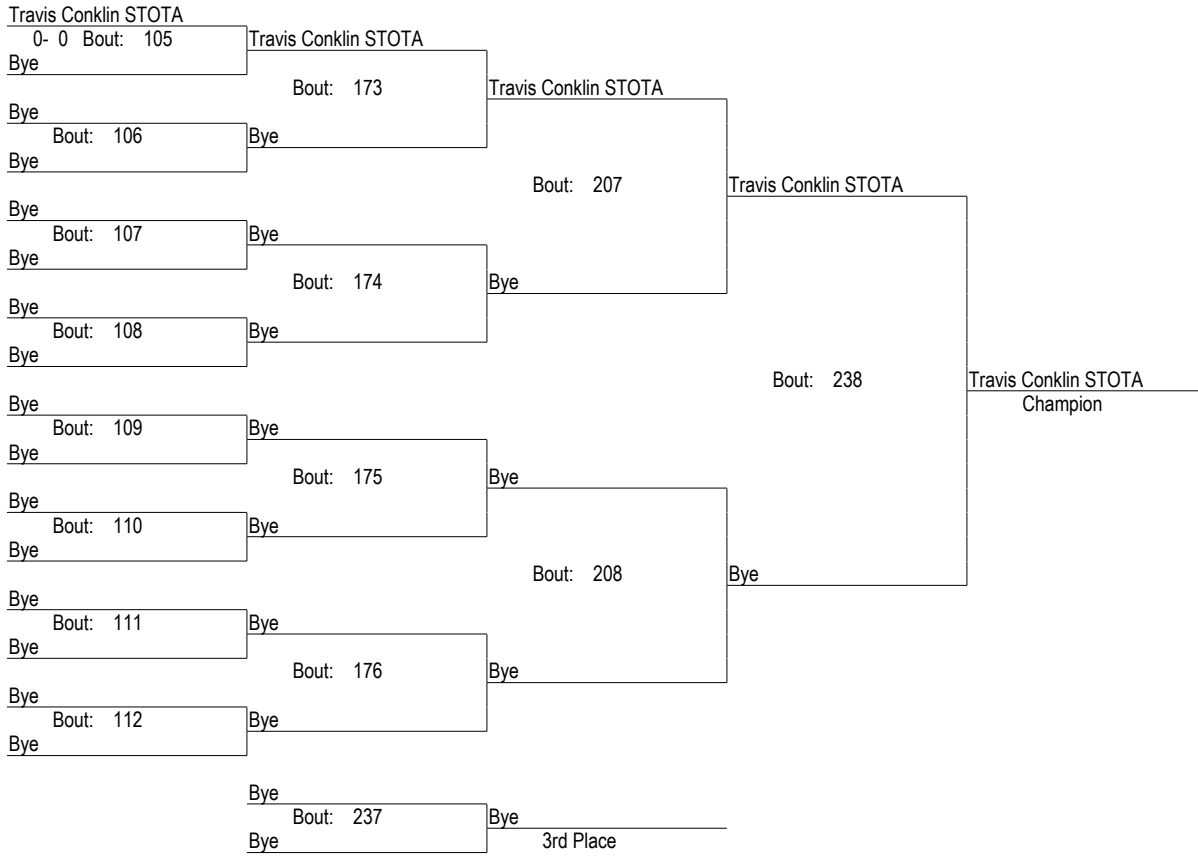 Travis Conklin STOTA
0- 0 Bout: 105
Travis Conklin STOTA
Bye
Bout: 173
Travis Conklin STOTA
Bye
Bout: 106
Bye
Bye
Bout: 207
Travis Conklin STOTA
Bye
Bout: 107
Bye
Bye
Bout: 174
Bye
Bye
Bout: 108
Bye
Bye
Bout: 238
Travis Conklin STOTA
Champion
Bye
Bout: 109
Bye
Bye
Bout: 175
Bye
Bye
Bout: 110
Bye
Bye
Bout: 208
Bye
Bye
Bout: 111
Bye
Bye
Bout: 176
Bye
Bye
Bout: 112
Bye
Bye
Bye
Bout: 237
Bye
Bye
3rd Place